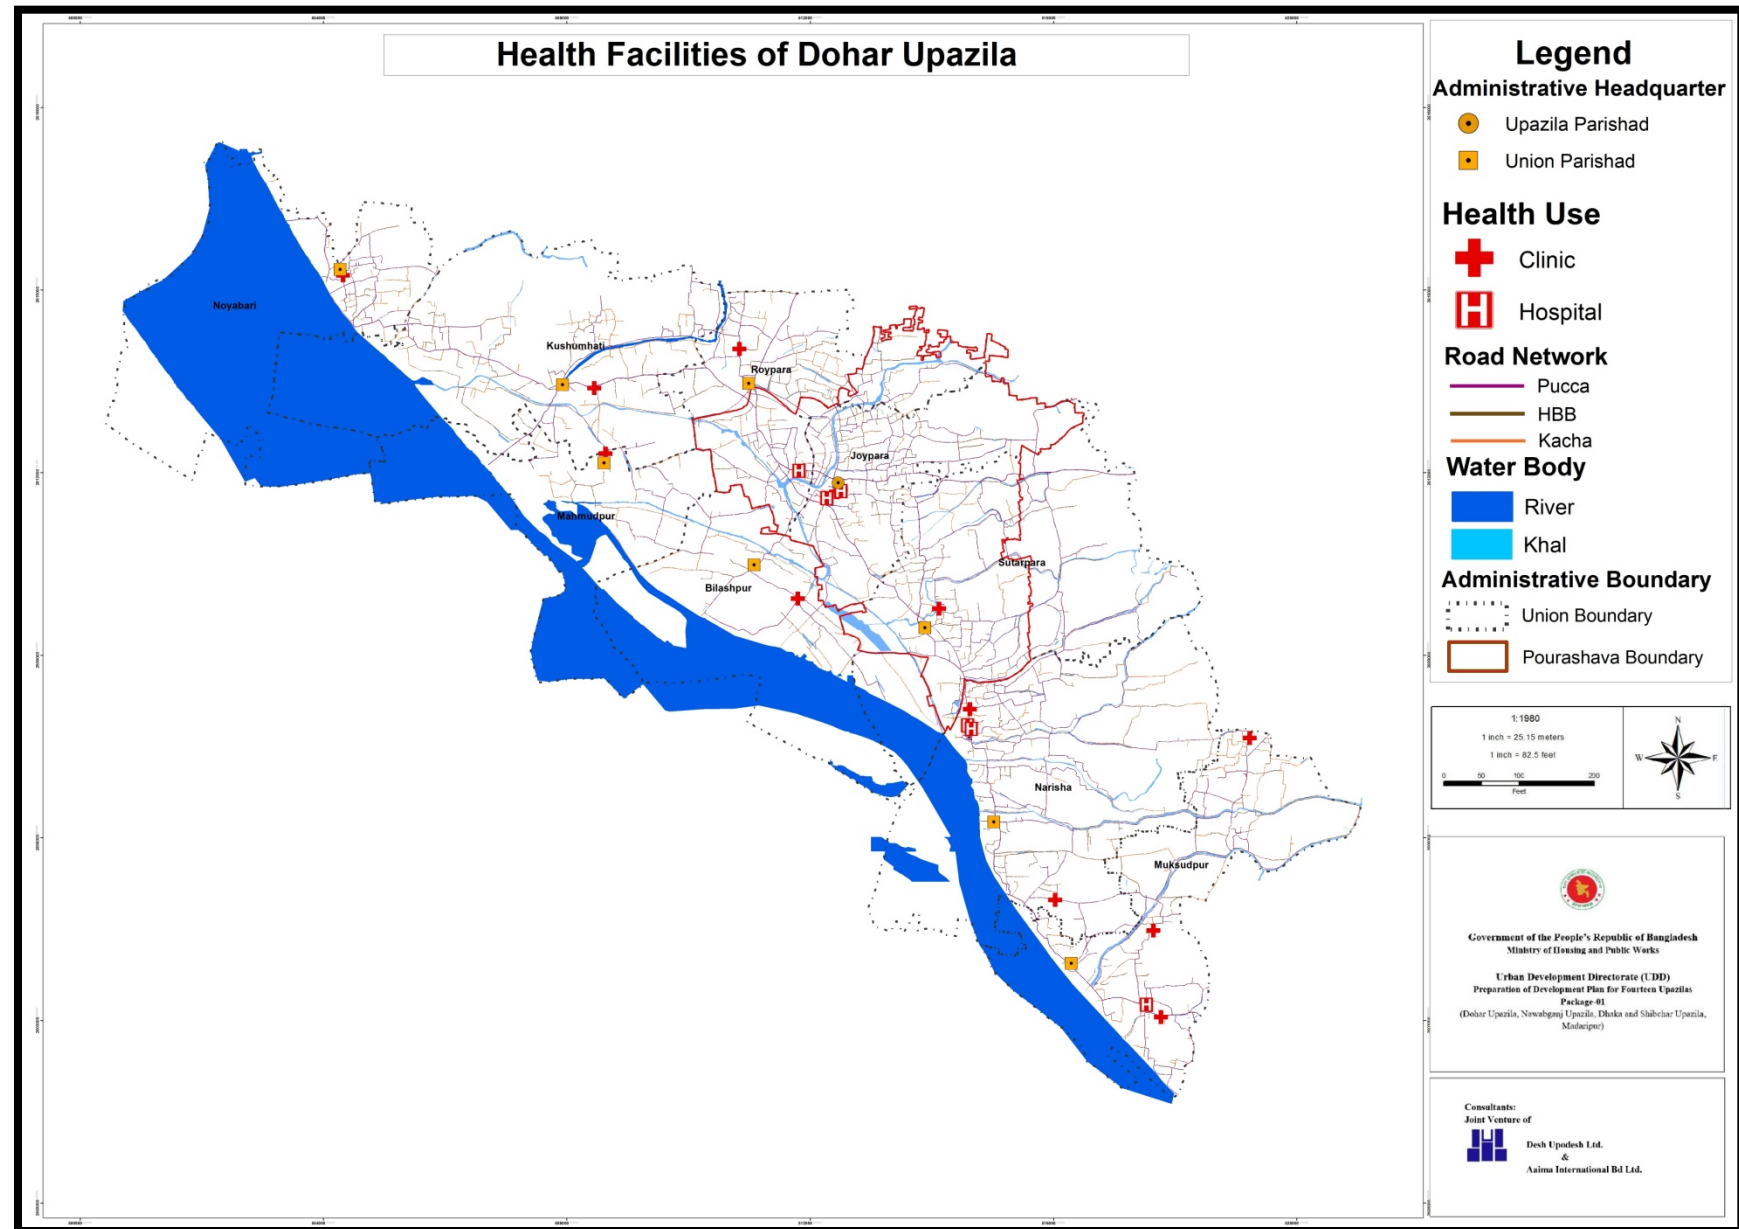 Health Facilities of Dohar Upazila
Noyabari
Kushumhati
Roypara
Joypara
Mahmudpur
Bilashpur
Sutarpara
Narisha
Muksudpur
Legend
Administrative Headquarter
Upazila Parishad
Union Parishad
Health Use
Clinic
Hospital
Road Network
Pucca
HBB
Kacha
Water Body
River
Khal
Administrative Boundary
Union Boundary
Pourashava Boundary
1:1980
1 inch = 25.15 meters
1 inch = 82.5 feet
0 50 100 200
Feet
N
W E
S
Government of the People's Republic of Bangladesh
Ministry of Housing and Public Works
Urban Development Directorate (UDD)
Preparation of Development Plan for Fourteen Upazilas
Package-01
(Dohar Upazila, Nawabganj Upazila, Dhaka and Shibchar Upazila,
Madaripur)
Consultants:
Joint Venture of
Desh Upodesh Ltd.
&
Aaima International Bd Ltd.